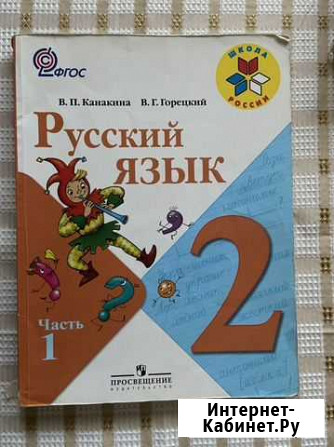 ФГОС
ШКОЛА
РОССИИ
В. П. Канакина В. Г. Горецкий
Русский
язык
2
Часть
1
ПРОСВЕЩЕНИЕ
ИЗДАТЕЛЬСТВО
Интернет-
Кабинет.Ру